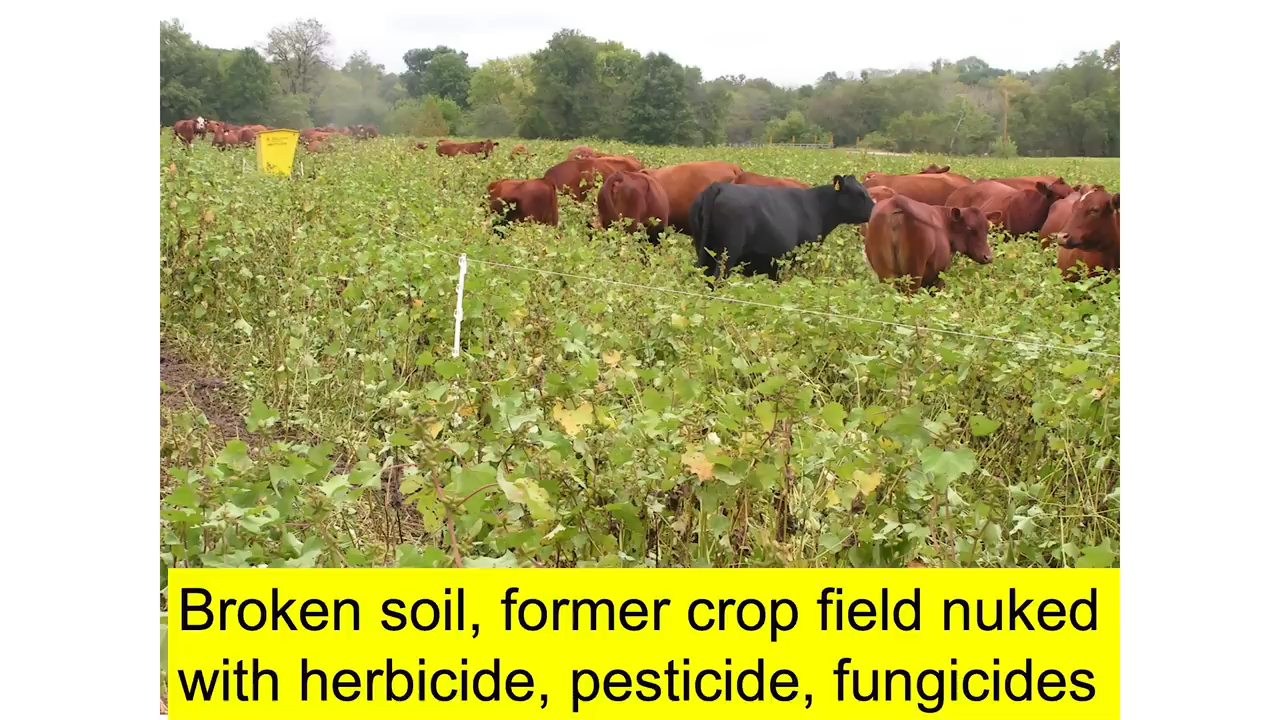 Broken soil, former crop field nuked
with herbicide, pesticide, fungicides